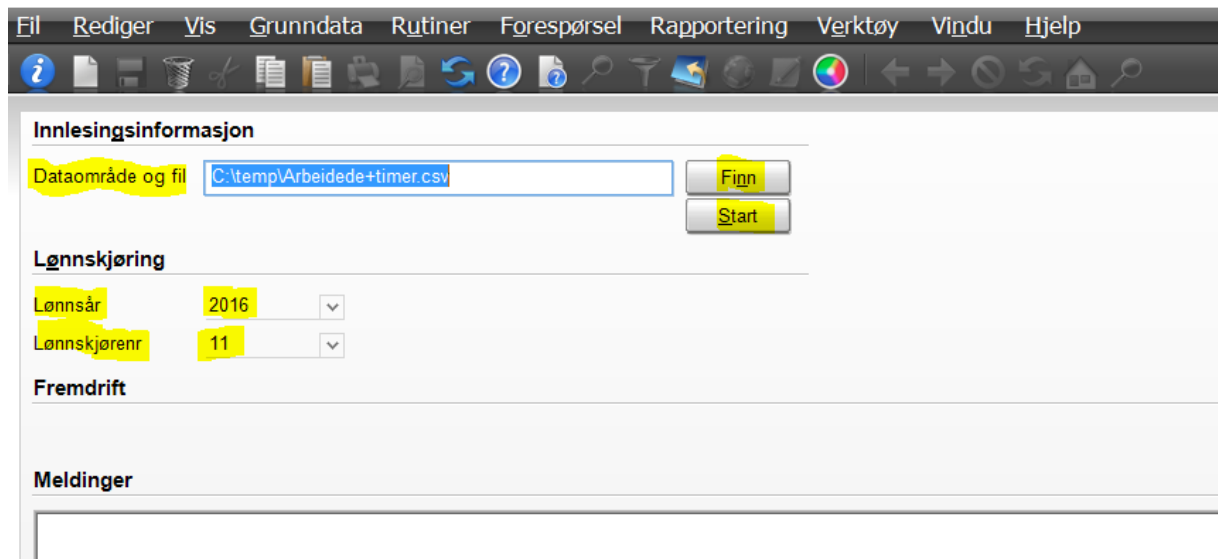 Fil Rediger Vis Grunndata Rutiner Forespørsel Rapportering Verktøy Vindu Hjelp
Innlesingsinformasjon
Dataområde og fil C:\temp\Arbeidede+timer.csv Finn
Start
Lønnskjøring
Lønnsår 2016
Lønnskjørenr 11
Fremdrift
Meldinger